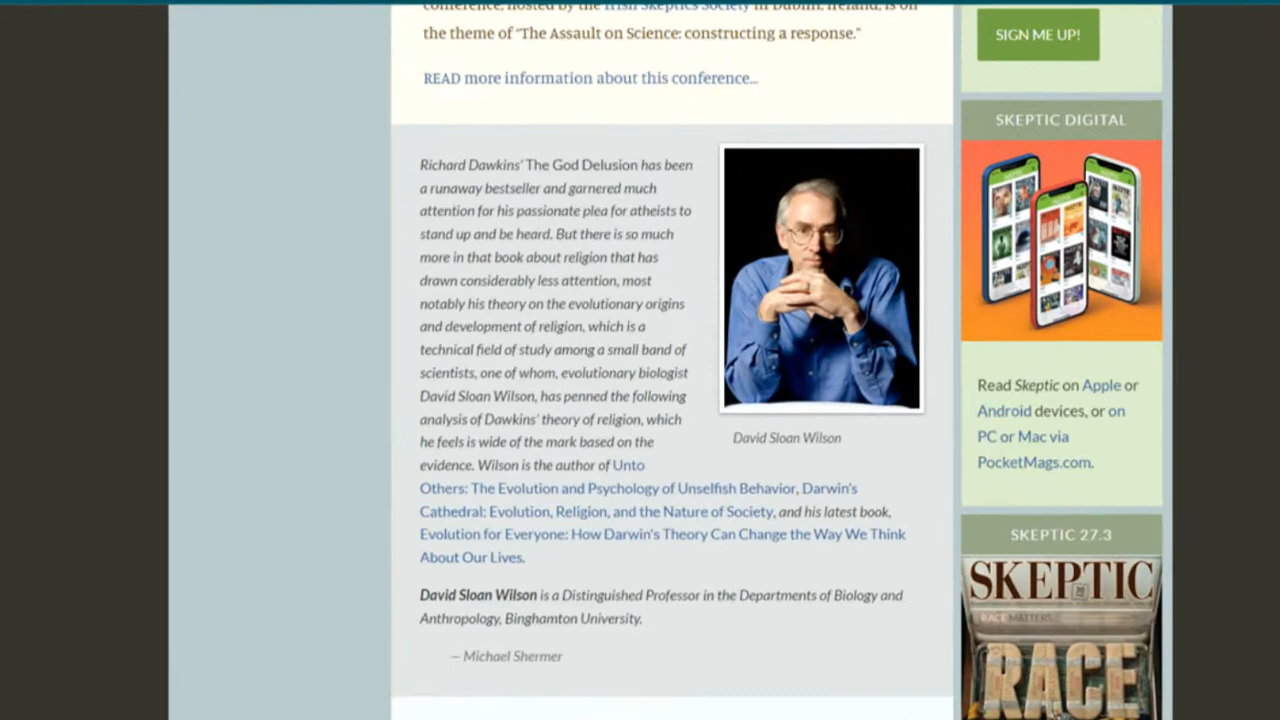 conference, hosted by the Irish Skeptics Society in Dublin, Ireland, is on
the theme of “The Assault on Science: constructing a response.”
READ more information about this conference…
Richard Dawkins’ The God Delusion has been
a runaway bestseller and garnered much
attention for his passionate plea for atheists to
stand up and be heard. But there is so much
more in that book about religion that has
drawn considerably less attention, most
notably his theory on the evolutionary origins
and development of religion, which is a
technical field of study among a small band of
scientists, one of whom, evolutionary biologist
David Sloan Wilson, has penned the following
analysis of Dawkins’ theory of religion, which
he feels is wide of the mark based on the
evidence. Wilson is the author of Unto
Others: The Evolution and Psychology of Unselfish Behavior, Darwin’s
Cathedral: Evolution, Religion, and the Nature of Society, and his latest book,
Evolution for Everyone: How Darwin’s Theory Can Change the Way We Think
About Our Lives.
David Sloan Wilson is a Distinguished Professor in the Departments of Biology and
Anthropology, Binghamton University.
— Michael Shermer
David Sloan Wilson
SIGN ME UP!
SKEPTIC DIGITAL
Read Skeptic on Apple or
Android devices, or on
PC or Mac via
PocketMags.com.
SKEPTIC 27.3
SKEPTIC
RACE MATTERS
RACE